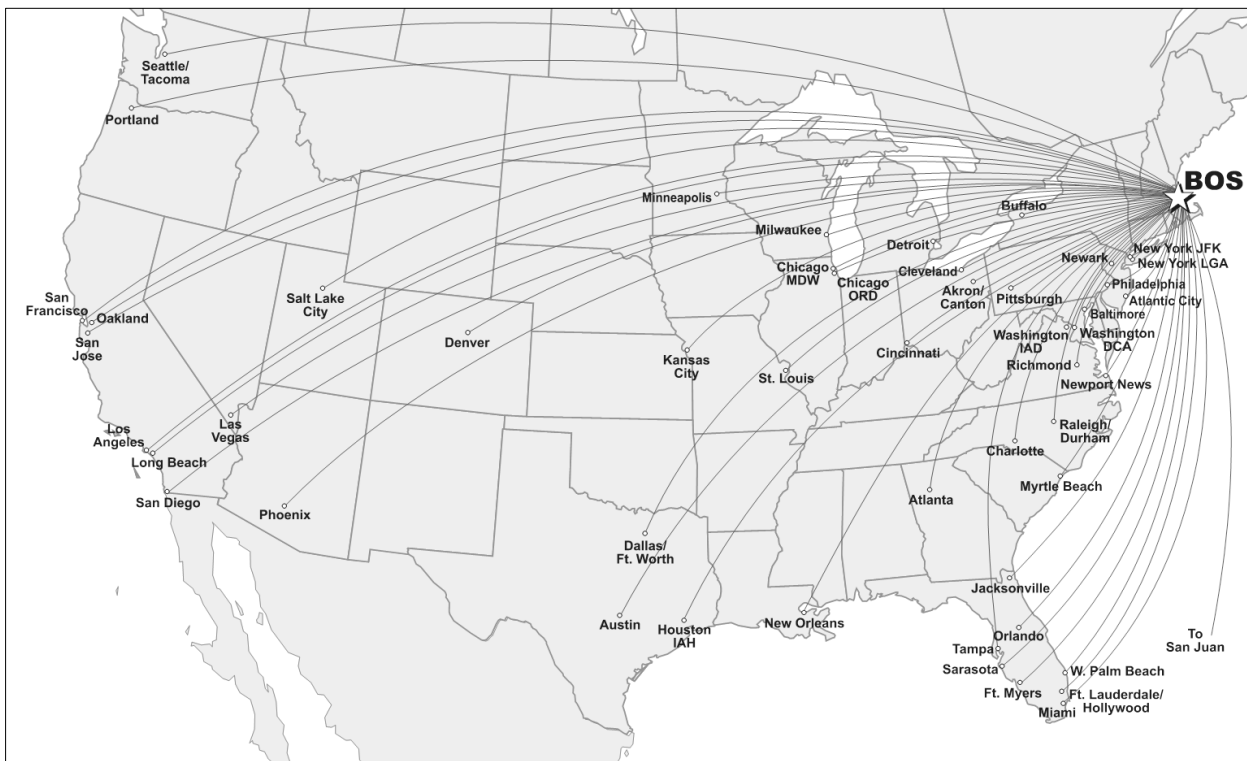 Seattle/
Tacoma
Portland
BOS
Minneapolis
Buffalo
Milwaukee
Detroit
New York JFK
New York LGA
Newark
Chicago
MDW
Chicago
ORD
Cleveland
Akron/
Canton
Pittsburgh
Philadelphia
Atlantic City
Baltimore
San
Francisco
Oakland
San
Jose
Salt Lake
City
Denver
Kansas
City
St. Louis
Cincinnati
Washington
IAD
Washington
DCA
Richmond
Newport News
Los
Angeles
Long Beach
Las
Vegas
San Diego
Phoenix
Raleigh/
Durham
Charlotte
Myrtle Beach
Atlanta
Dallas/
Ft. Worth
Austin
Houston
IAH
New Orleans
Jacksonville
Orlando
Tampa
Sarasota
Ft. Myers
W. Palm Beach
Ft. Lauderdale/
Hollywood
Miami
To
San Juan